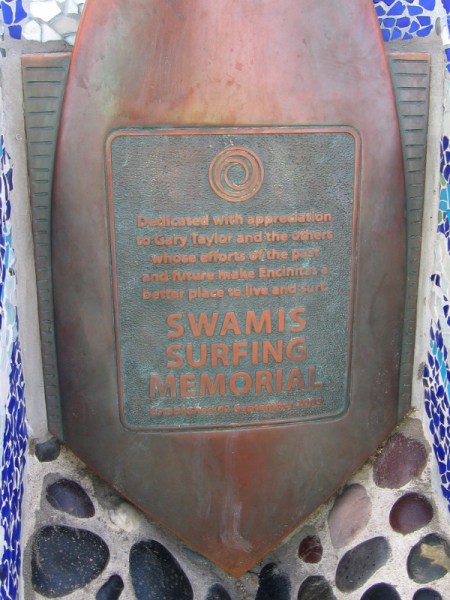 Dedicated with appreciation
to Gary Taylor and the others
whose efforts of the past
and future make Encinitas a
better place to live and surf.
SWAMIS
SURFING
MEMORIAL